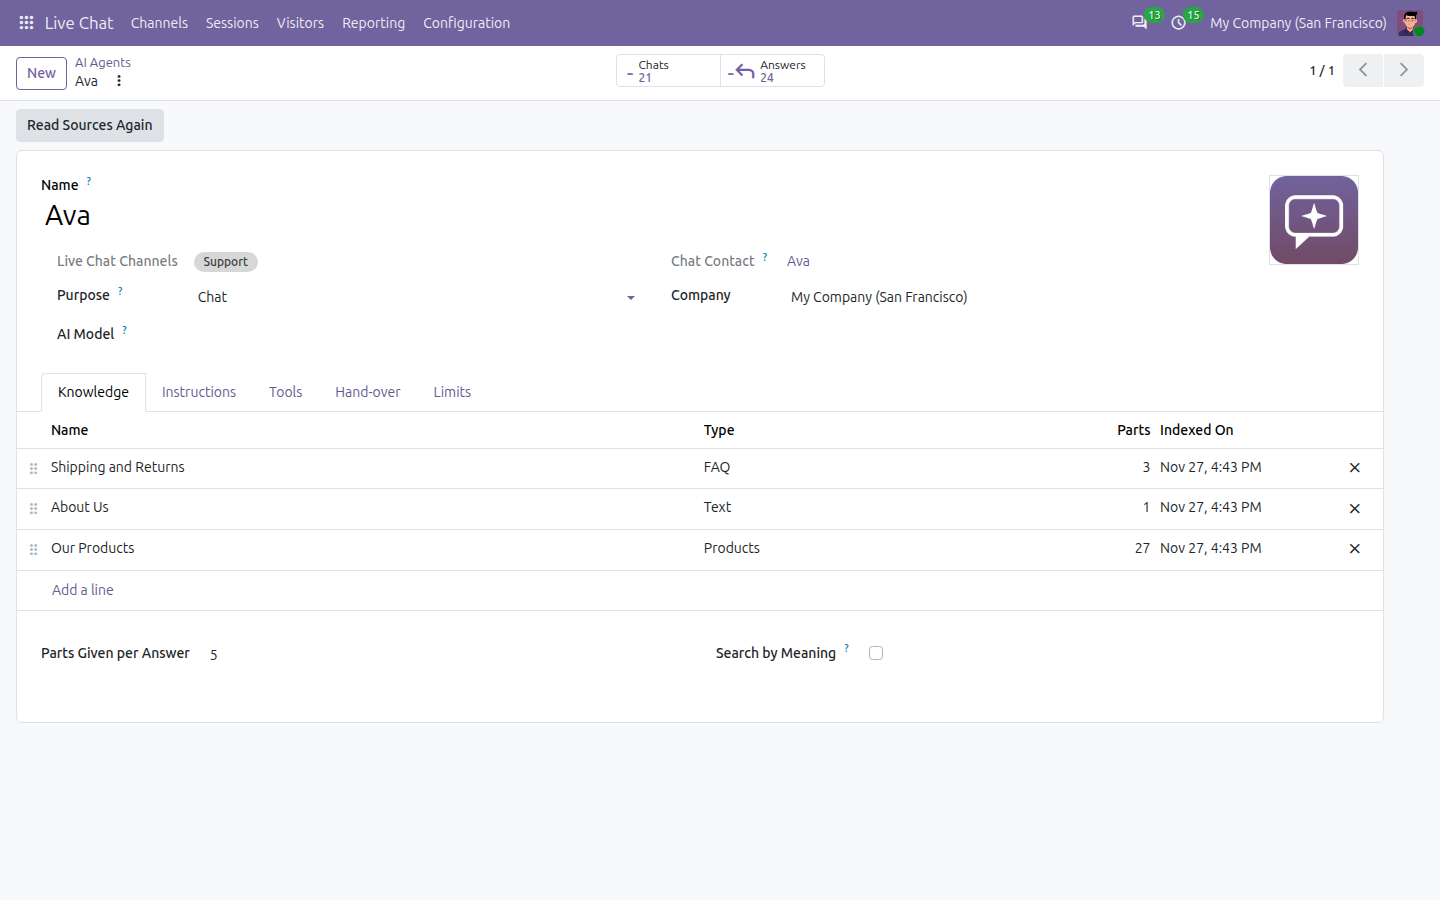 Live Chat Channels Sessions Visitors Reporting Configuration 13 15 My Company (San Francisco)
New AI Agents
Ava
Chats
21
Answers
24
1 / 1
Read Sources Again
Name ?
Ava
Live Chat Channels Support
Chat Contact ? Ava
Purpose ? Chat
Company My Company (San Francisco)
AI Model ?
Knowledge Instructions Tools Hand-over Limits
Name Type Parts Indexed On
Shipping and Returns FAQ 3 Nov 27, 4:43 PM
About Us Text 1 Nov 27, 4:43 PM
Our Products Products 27 Nov 27, 4:43 PM
Add a line
Parts Given per Answer 5
Search by Meaning ?